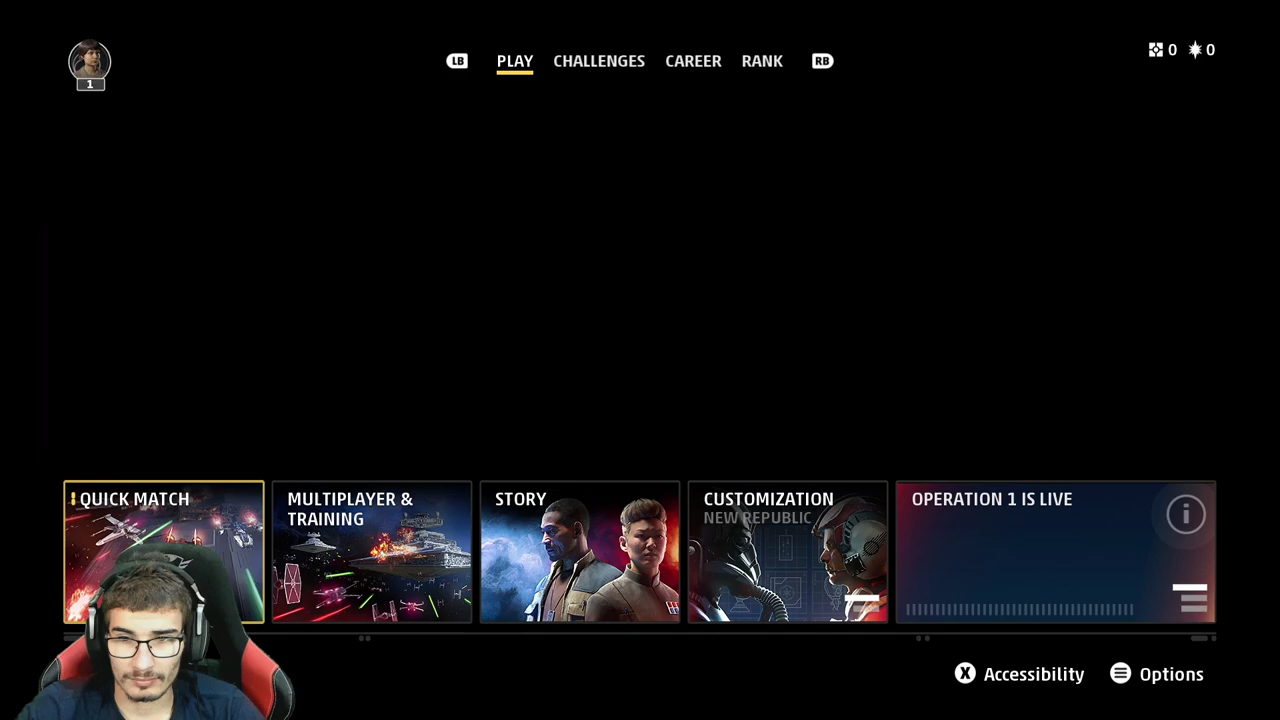 1
LB PLAY CHALLENGES CAREER RANK RB
0 0
QUICK MATCH
MULTIPLAYER &
TRAINING
STORY
CUSTOMIZATION
NEW REPUBLIC
OPERATION 1 IS LIVE
X Accessibility
Options